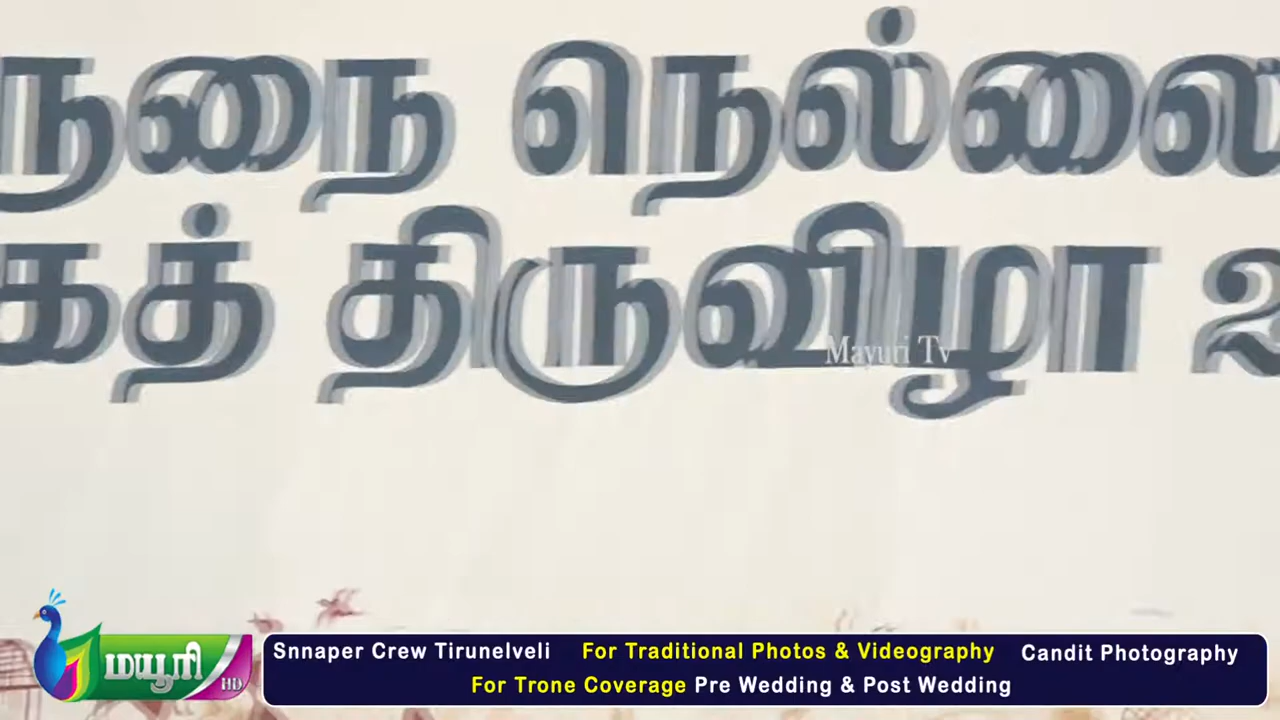 ருநை நெல்லை
கத் திருவிழா
Mayuri Tv
மயூரி
HD
Snnaper Crew Tirunelveli For Traditional Photos & Videography Candit Photography
For Trone Coverage Pre Wedding & Post Wedding